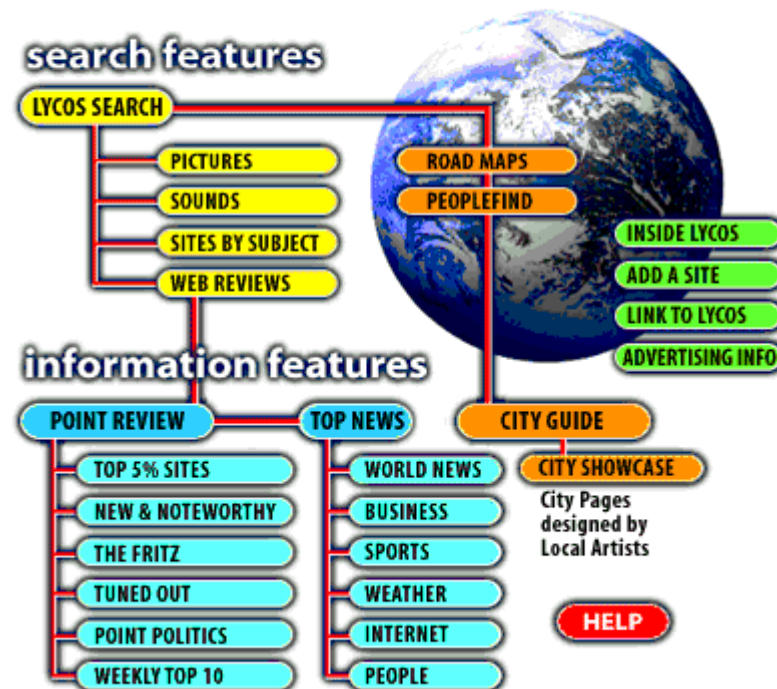 search features
LYCOS SEARCH
PICTURES
SOUNDS
SITES BY SUBJECT
WEB REVIEWS
ROAD MAPS
PEOPLEFIND
INSIDE LYCOS
ADD A SITE
LINK TO LYCOS
ADVERTISING INFO
information features
POINT REVIEW
TOP 5% SITES
NEW & NOTEWORTHY
THE FRITZ
TUNED OUT
POINT POLITICS
WEEKLY TOP 10
TOP NEWS
WORLD NEWS
BUSINESS
SPORTS
WEATHER
INTERNET
PEOPLE
CITY GUIDE
CITY SHOWCASE
City Pages
designed by
Local Artists
HELP